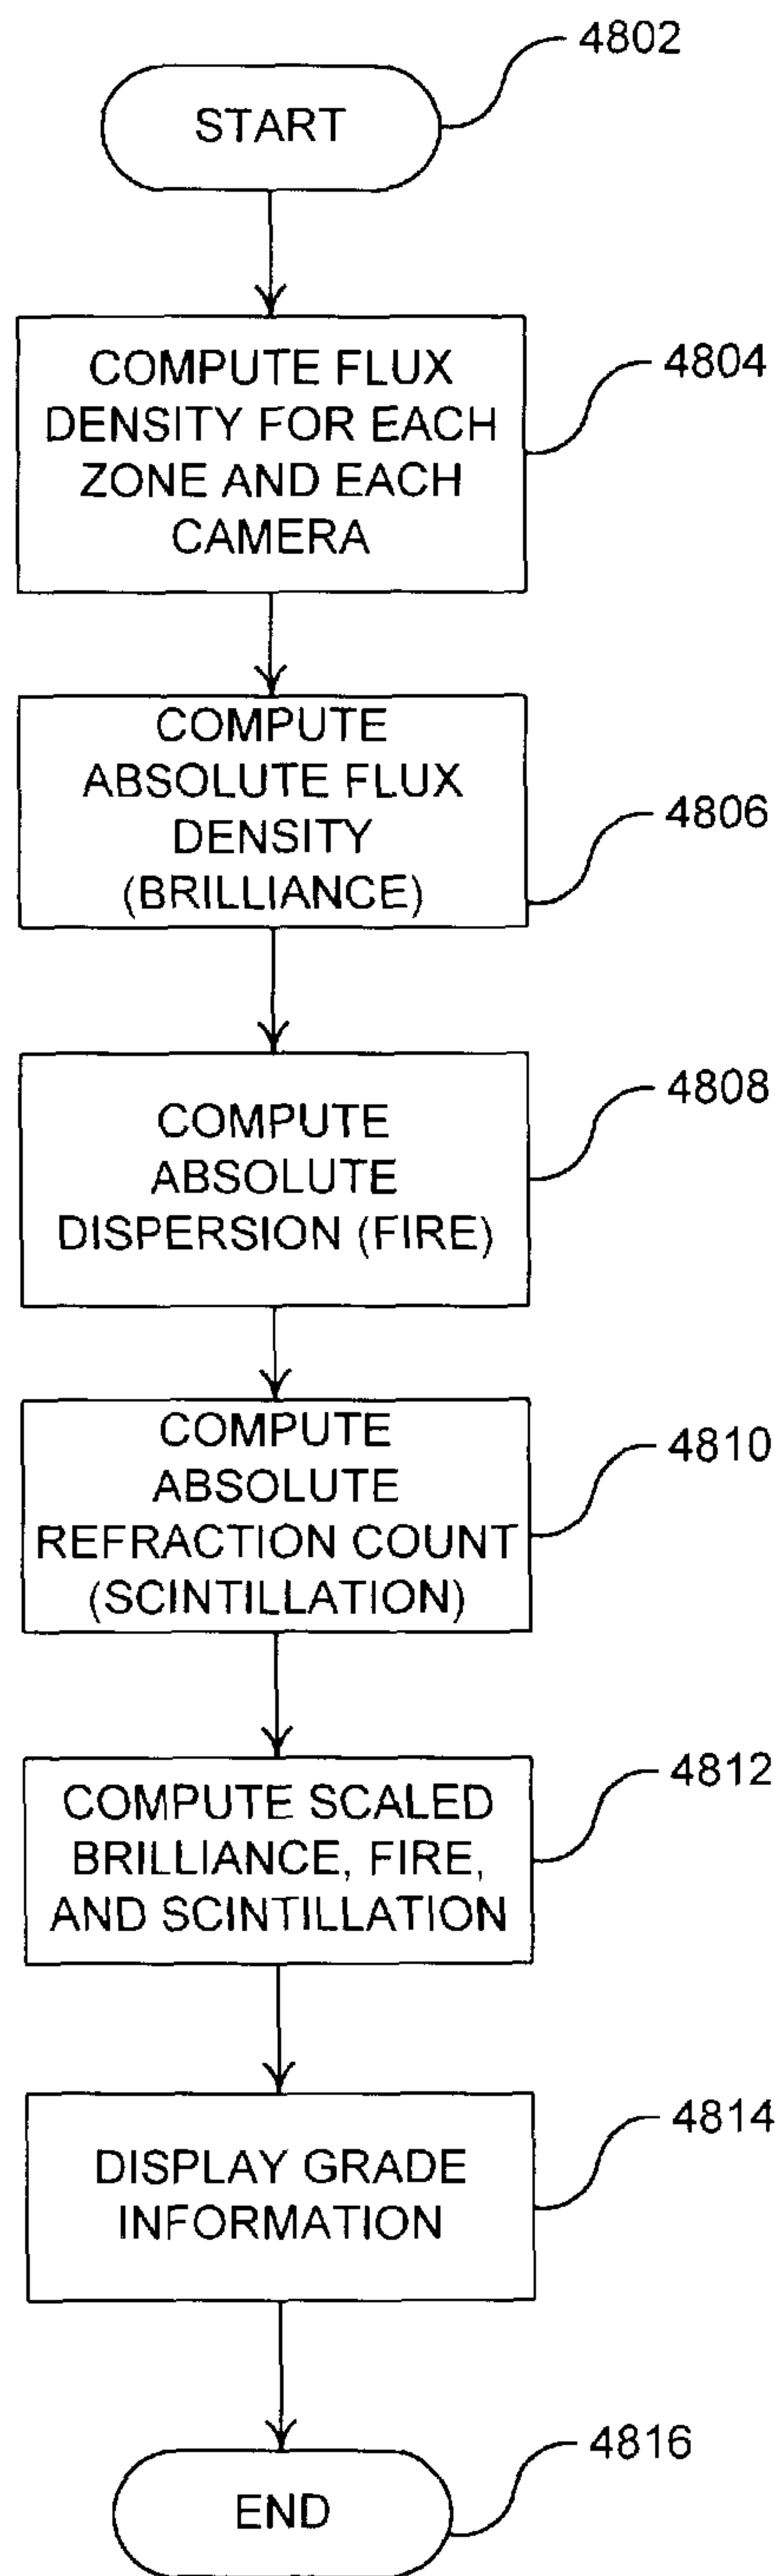 4802
START
4804
COMPUTE FLUX
DENSITY FOR EACH
ZONE AND EACH
CAMERA
COMPUTE
ABSOLUTE FLUX
DENSITY
(BRILLIANCE)
4806
4808
COMPUTE
ABSOLUTE
DISPERSION (FIRE)
4810
COMPUTE
ABSOLUTE
REFRACTION COUNT
(SCINTILLATION)
4812
COMPUTE SCALED
BRILLIANCE, FIRE,
AND SCINTILLATION
4814
DISPLAY GRADE
INFORMATION
4816
END